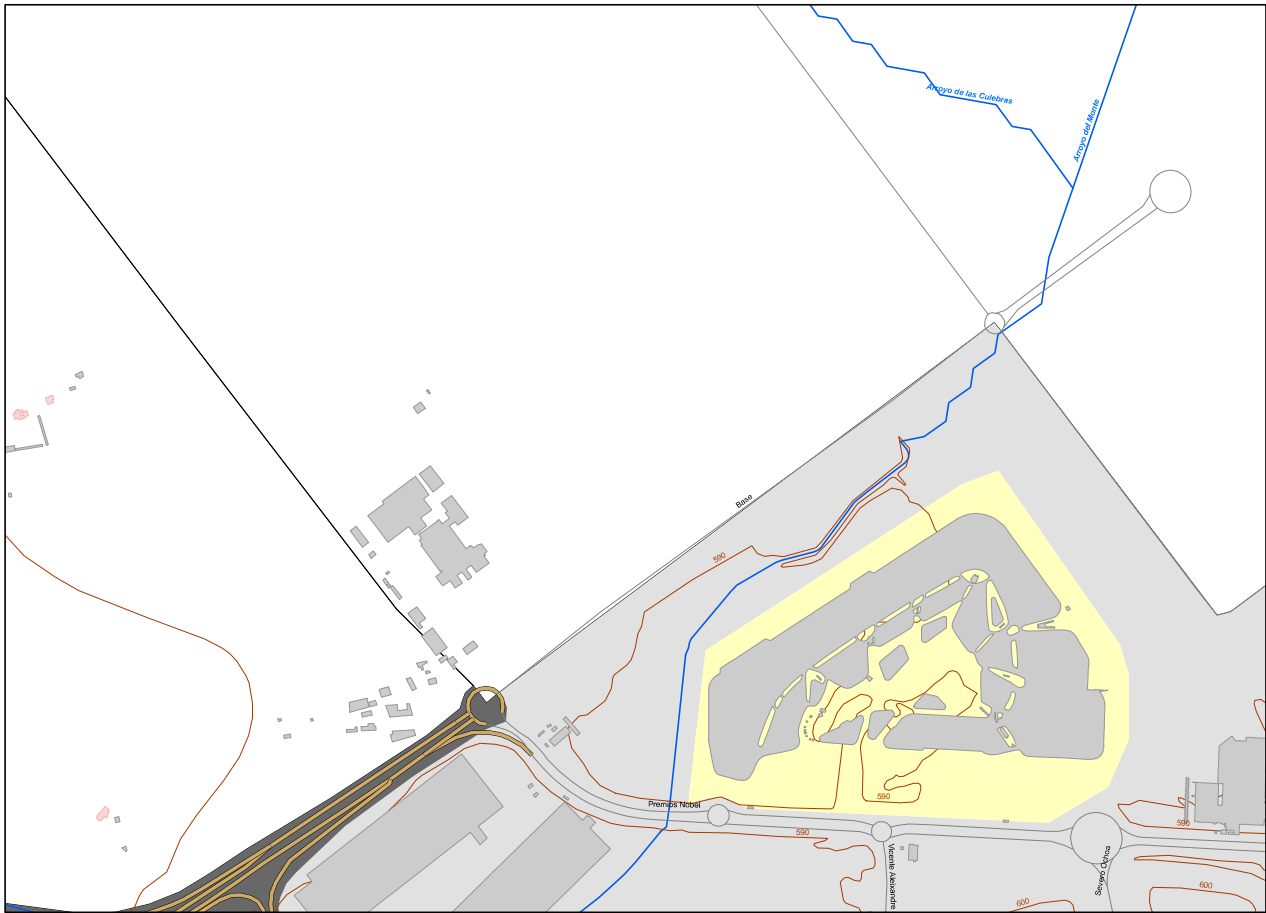 Arroyo de las Culebras
Arroyo del Monte
Base
590
590
Premios Nobel
590
590
Vicente Aleixandre
Severo Ochoa
600
600